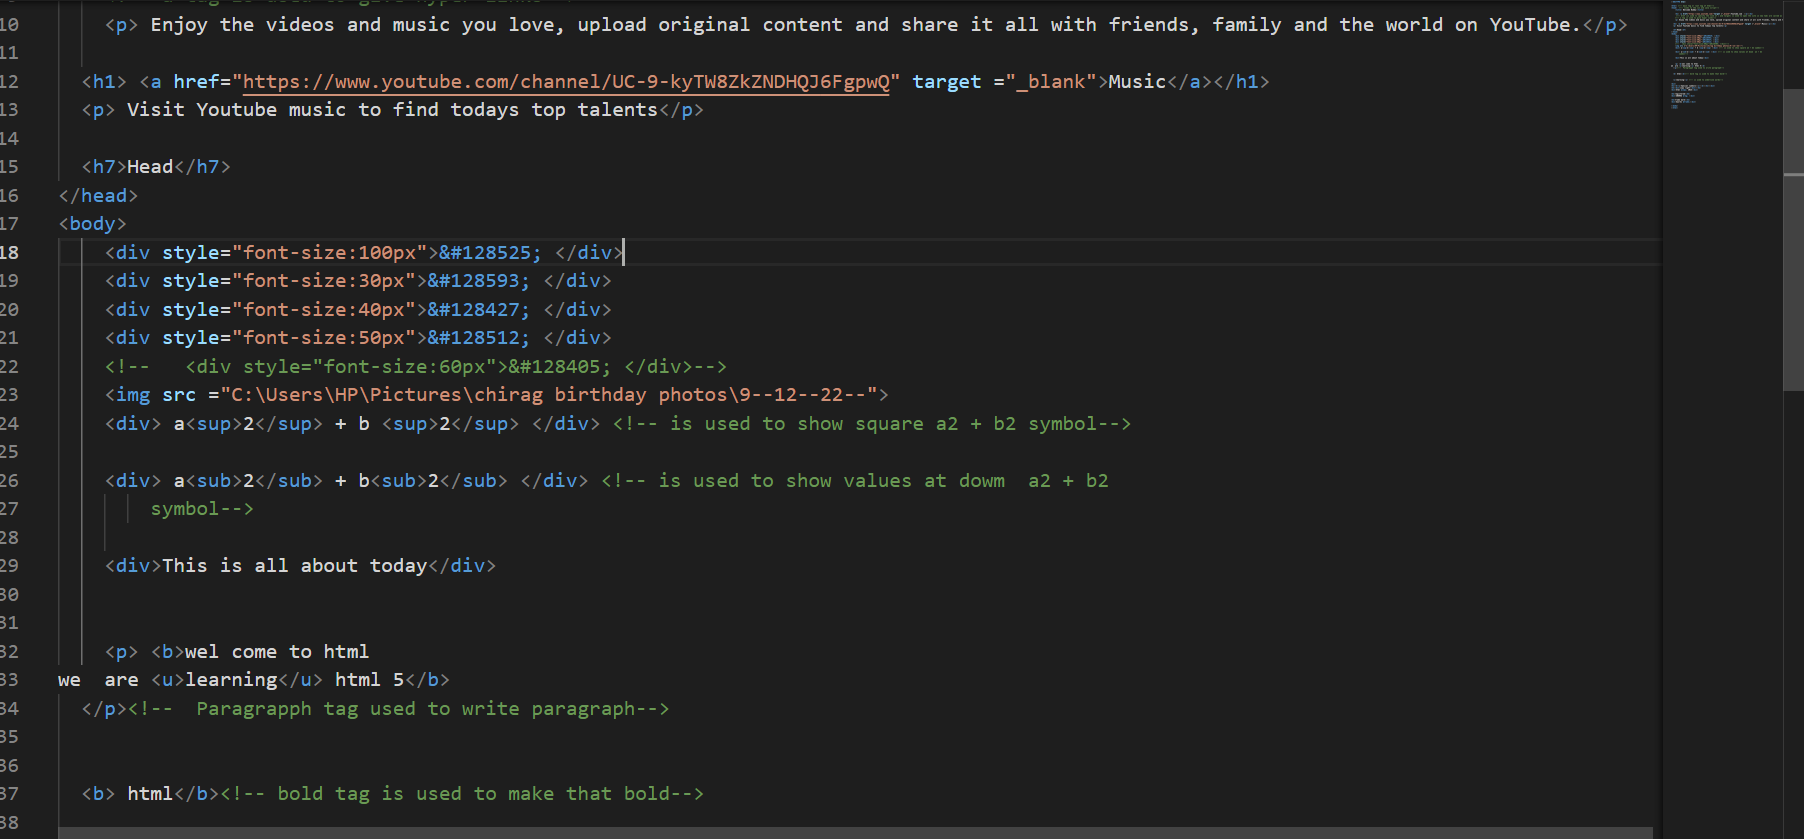 10 <p> Enjoy the videos and music you love, upload original content and share it all with friends, family and the world on YouTube.</p>
11
12 <h1> <a href="https://www.youtube.com/channel/UC-9-kyTW8ZkZNDHQJ6FgpwQ" target ="_blank">Music</a></h1>
13 <p> Visit Youtube music to find todays top talents</p>
14
15 <h7>Head</h7>
16 </head>
17 <body>
18 <div style="font-size:100px">&#128525; </div>
19 <div style="font-size:30px">&#128593; </div>
20 <div style="font-size:40px">&#128427; </div>
21 <div style="font-size:50px">&#128512; </div>
22 <!--   <div style="font-size:60px">&#128405; </div>-->
23 <img src ="C:\Users\HP\Pictures\chirag birthday photos\9--12--22--">
24 <div> a<sup>2</sup> + b <sup>2</sup> </div> <!-- is used to show square a2 + b2 symbol-->
25
26 <div> a<sub>2</sub> + b<sub>2</sub> </div> <!-- is used to show values at dowm  a2 + b2
27 symbol-->
28
29 <div>This is all about today</div>
30
31
32 <p> <b>wel come to html
33 we  are <u>learning</u> html 5</b>
34 </p><!--  Paragrapph tag used to write paragraph-->
35
36
37 <b> html</b><!-- bold tag is used to make that bold-->
38